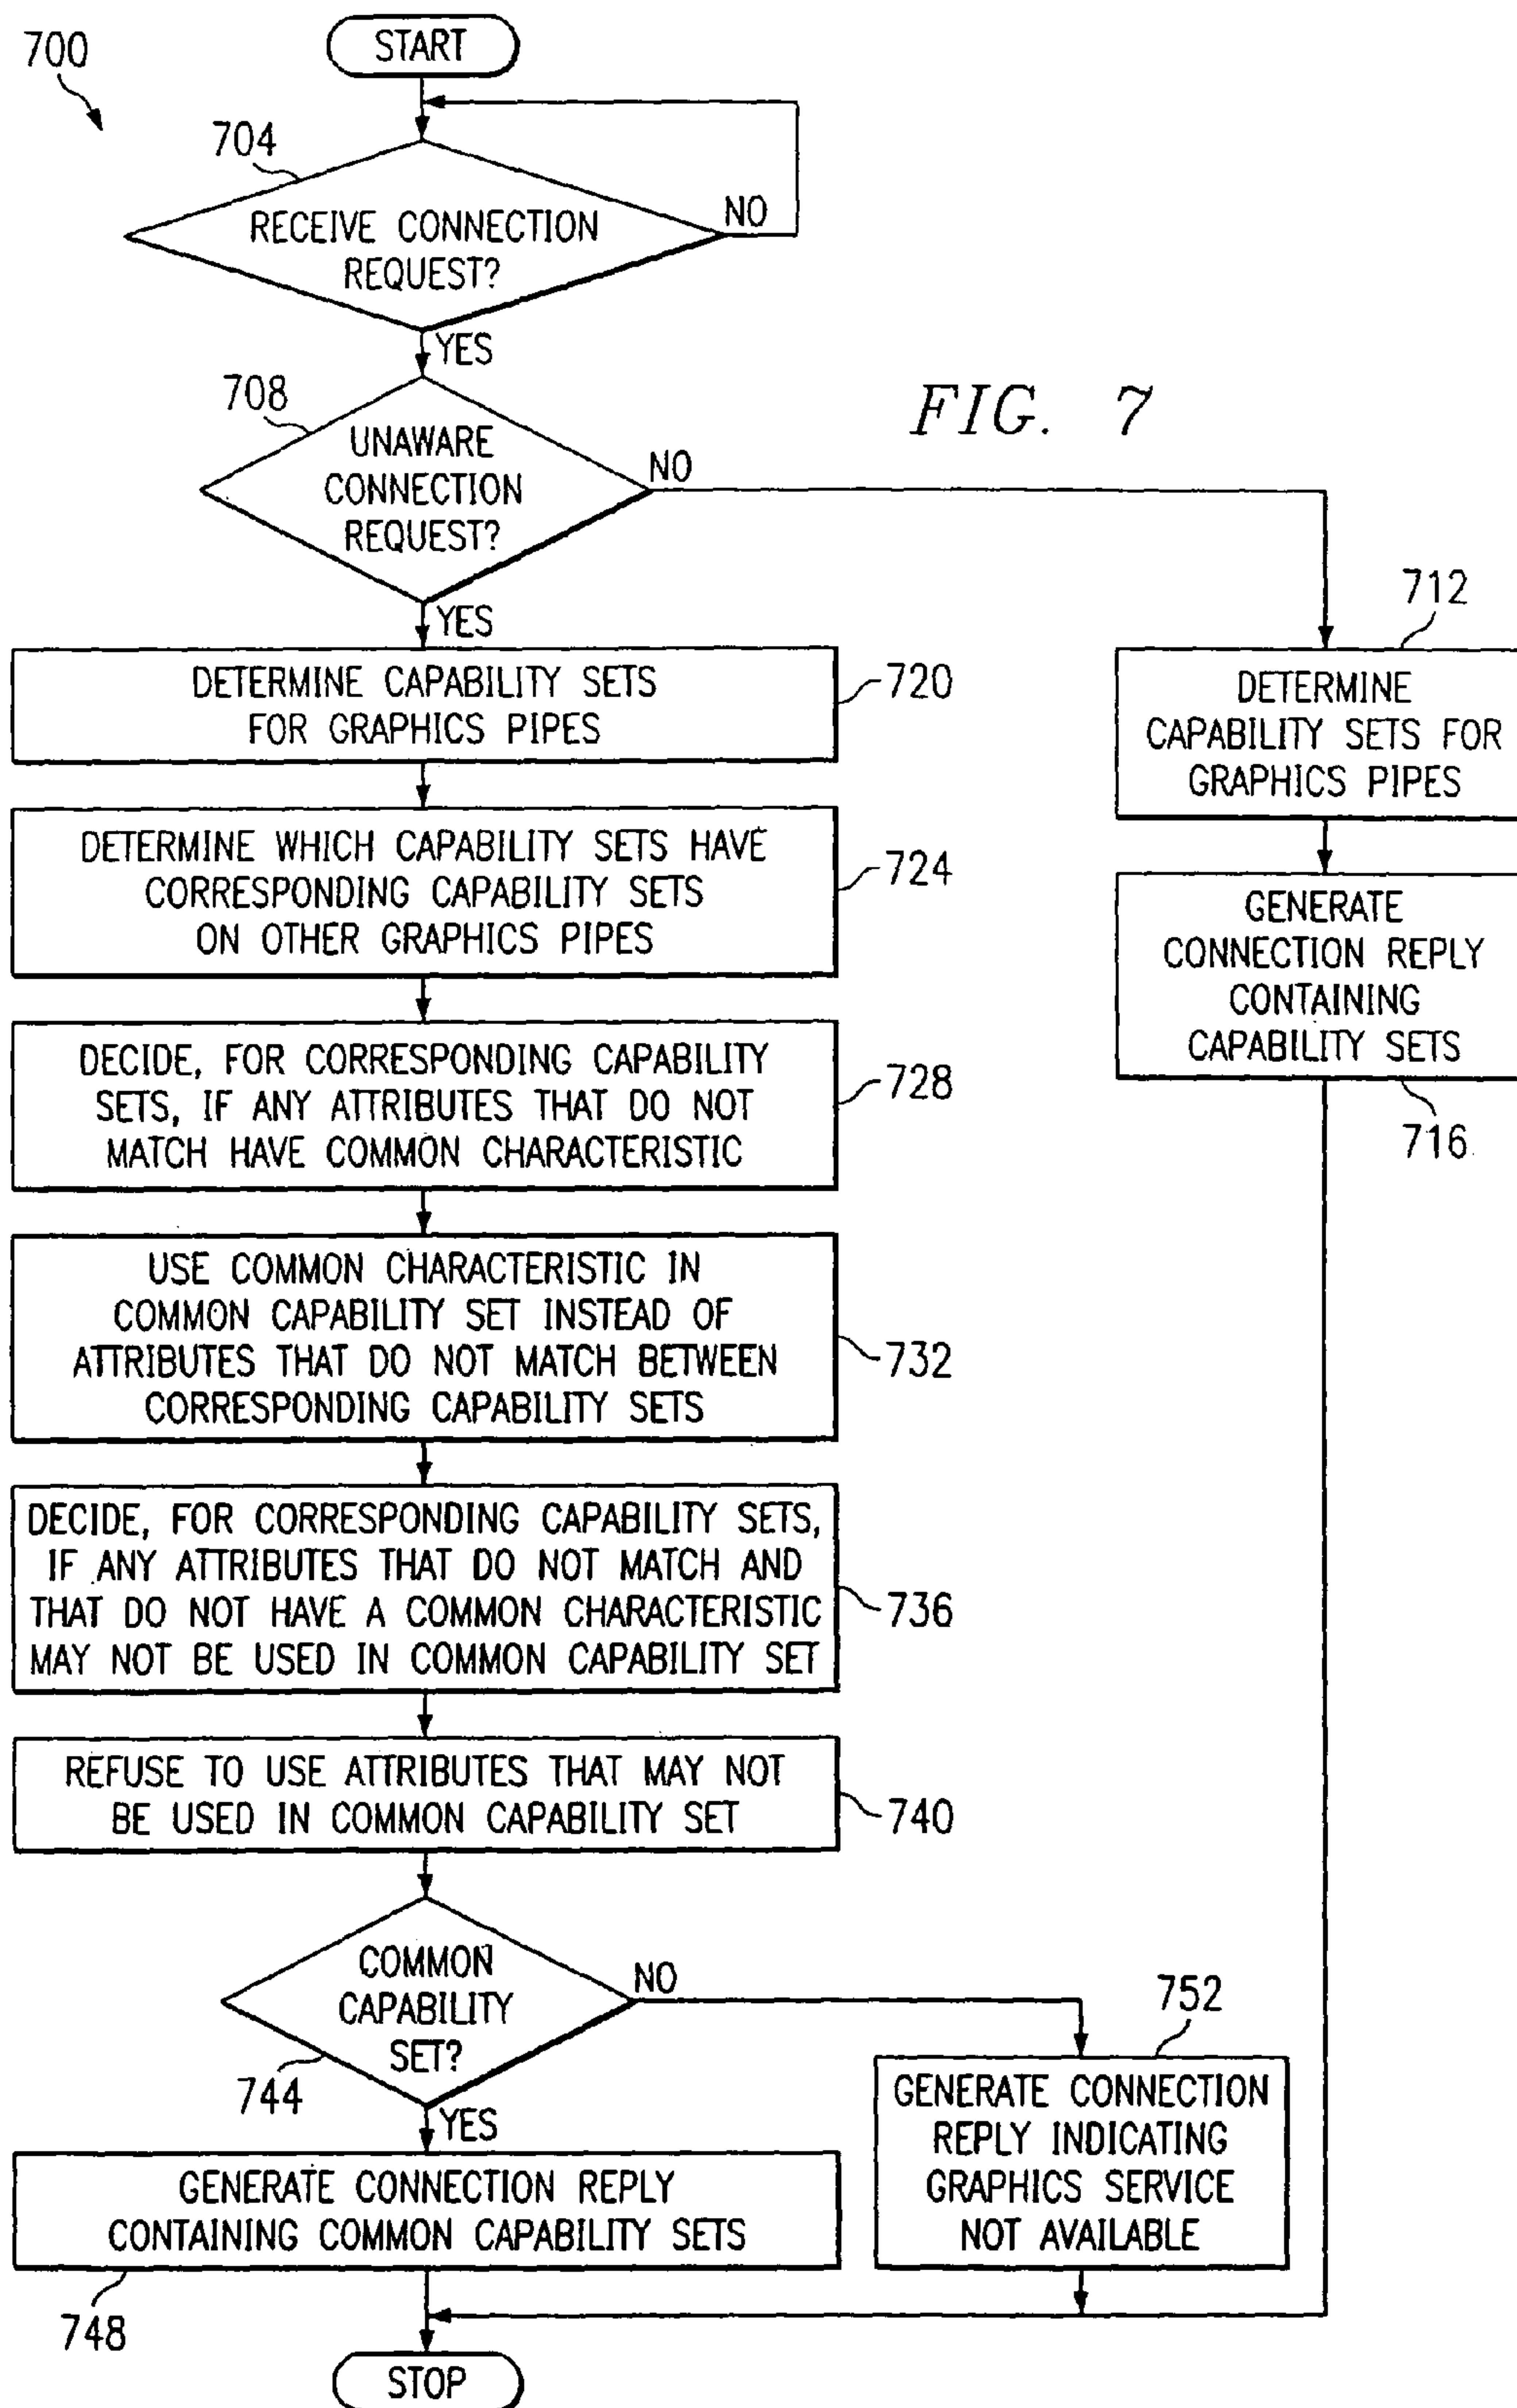 700
START
704
RECEIVE CONNECTION
REQUEST?
NO
YES
708
UNAWARE
CONNECTION
REQUEST?
NO
YES
FIG. 7
DETERMINE CAPABILITY SETS
FOR GRAPHICS PIPES
720
712
DETERMINE
CAPABILITY SETS FOR
GRAPHICS PIPES
DETERMINE WHICH CAPABILITY SETS HAVE
CORRESPONDING CAPABILITY SETS
ON OTHER GRAPHICS PIPES
724
GENERATE
CONNECTION REPLY
CONTAINING
CAPABILITY SETS
716
DECIDE, FOR CORRESPONDING CAPABILITY
SETS, IF ANY ATTRIBUTES THAT DO NOT
MATCH HAVE COMMON CHARACTERISTIC
728
USE COMMON CHARACTERISTIC IN
COMMON CAPABILITY SET INSTEAD OF
ATTRIBUTES THAT DO NOT MATCH BETWEEN
CORRESPONDING CAPABILITY SETS
732
DECIDE, FOR CORRESPONDING CAPABILITY SETS,
IF ANY ATTRIBUTES THAT DO NOT MATCH AND
THAT DO NOT HAVE A COMMON CHARACTERISTIC
MAY NOT BE USED IN COMMON CAPABILITY SET
736
REFUSE TO USE ATTRIBUTES THAT MAY NOT
BE USED IN COMMON CAPABILITY SET
740
COMMON
CAPABILITY
SET?
744
NO
YES
752
GENERATE CONNECTION
REPLY INDICATING
GRAPHICS SERVICE
NOT AVAILABLE
GENERATE CONNECTION REPLY
CONTAINING COMMON CAPABILITY SETS
748
STOP